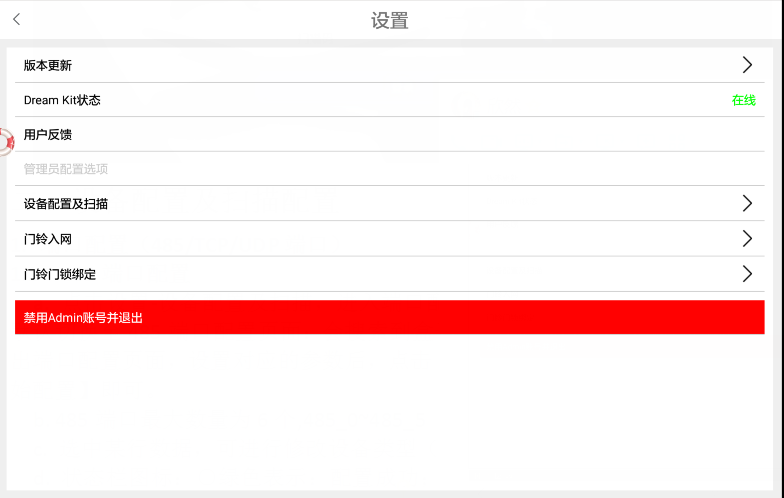 设置
版本更新
Dream Kit状态
在线
用户反馈
管理员配置选项
设备配置及扫描
门铃入网
门铃门锁绑定
禁用Admin账号并退出